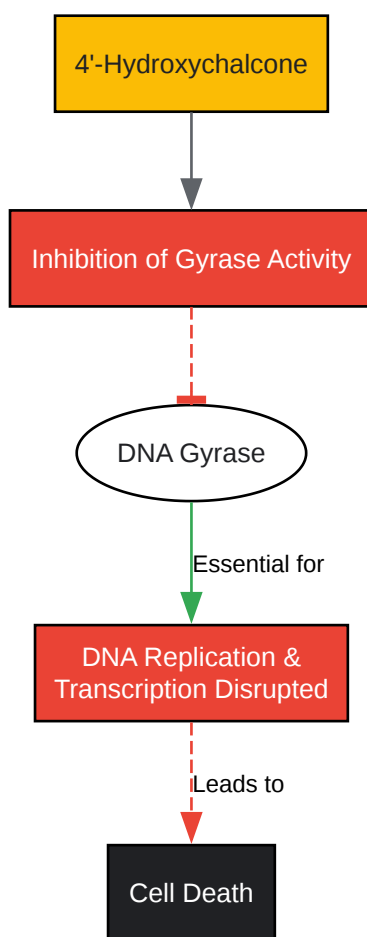 4'-Hydroxychalcone
Inhibition of Gyrase Activity
DNA Gyrase
Essential for
DNA Replication &
Transcription Disrupted
Leads to
Cell Death